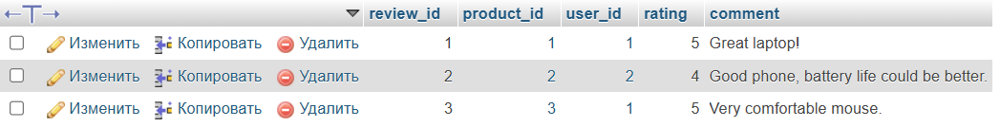 review_id product_id user_id rating comment
Изменить Копировать Удалить 1 1 1 5 Great laptop!
Изменить Копировать Удалить 2 2 2 4 Good phone, battery life could be better.
Изменить Копировать Удалить 3 3 1 5 Very comfortable mouse.